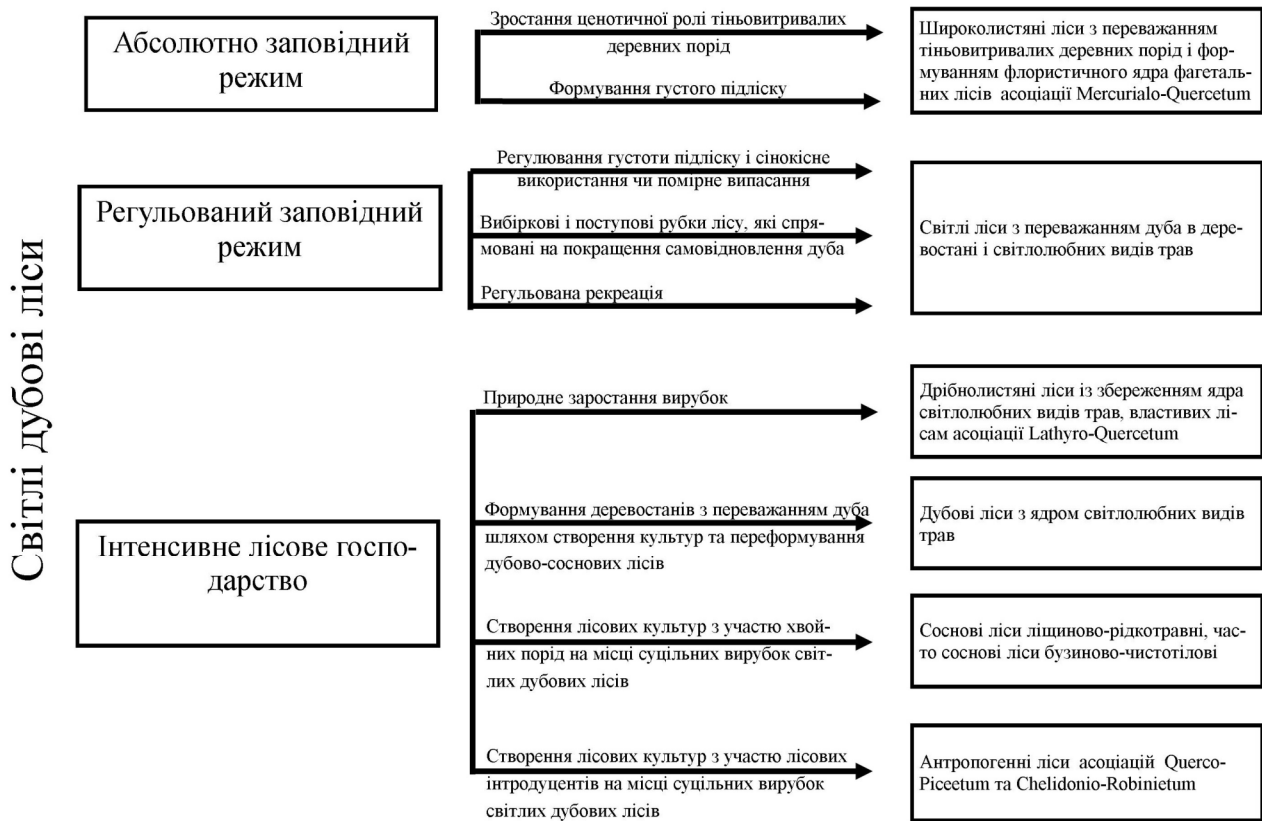 Світлі дубові ліси
Абсолютно заповідний
режим
Зростання ценотичної ролі тіньовитривалих
деревних порід
Формування густого підліску
Широколистяні ліси з переважанням
тіньовитривалих деревних порід і фор-
муванням флористичного ядра фагеталь-
них лісів асоціації Mercurialo-Quercetum
Регульований заповідний
режим
Регулювання густоти підліску і сінокісне
використання чи помірне випасання
Вибіркові і поступові рубки лісу, які спря-
мовані на покращення самовідновлення дуба
Регульована рекреація
Світлі ліси з переважанням дуба в дере-
востані і світлолюбних видів трав
Інтенсивне лісове госпо-
дарство
Природне заростання вирубок
Дрібнолистяні ліси із збереженням ядра
світлолюбних видів трав, властивих лі-
сам асоціації Lathyro-Quercetum
Формування деревостанів з переважанням дуба
шляхом створення культур та переформування
дубово-соснових лісів
Дубові ліси з ядром світлолюбних видів
трав
Створення лісових культур з участю хвой-
них порід на місці суцільних вирубок світ-
лих дубових лісів
Соснові ліси ліщиново-рідкотравні, час-
то соснові ліси бузиново-чистотілові
Створення лісових культур з участю лісових
інтродуцентів на місці суцільних вирубок
світлих дубових лісів
Антропогенні ліси асоціацій Querco-
Piceetum та Chelidonio-Robinietum